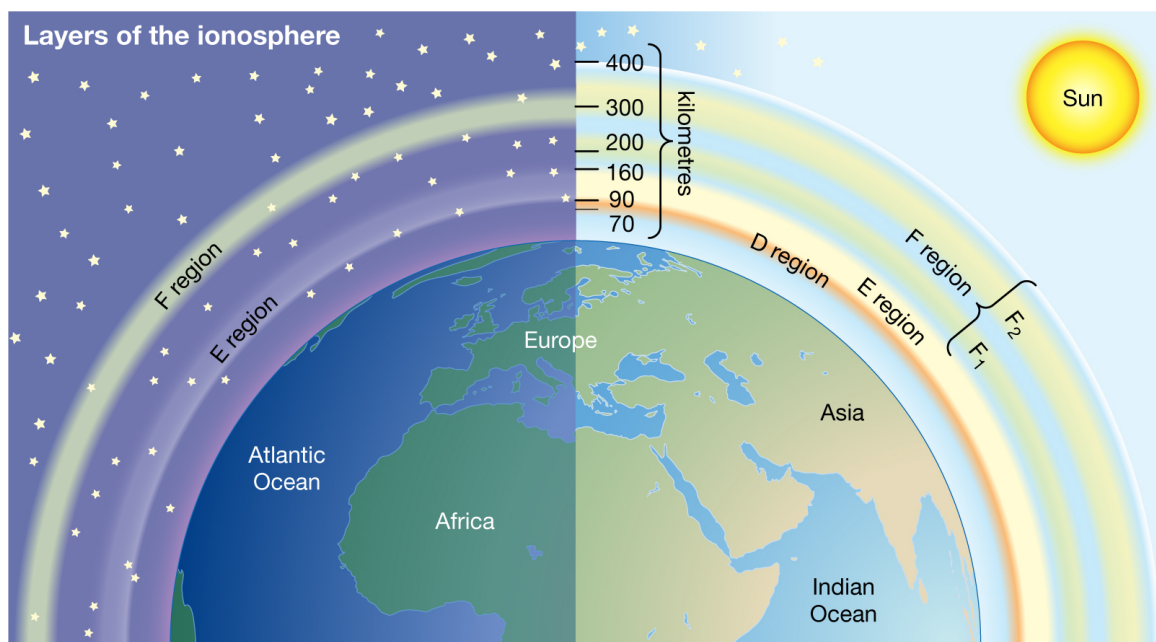 Layers of the ionosphere
400
300
200
160
90
70
kilometres
Sun
F region
E region
D region
E region
F region
F₁
F₂
Europe
Asia
Atlantic
Ocean
Africa
Indian
Ocean